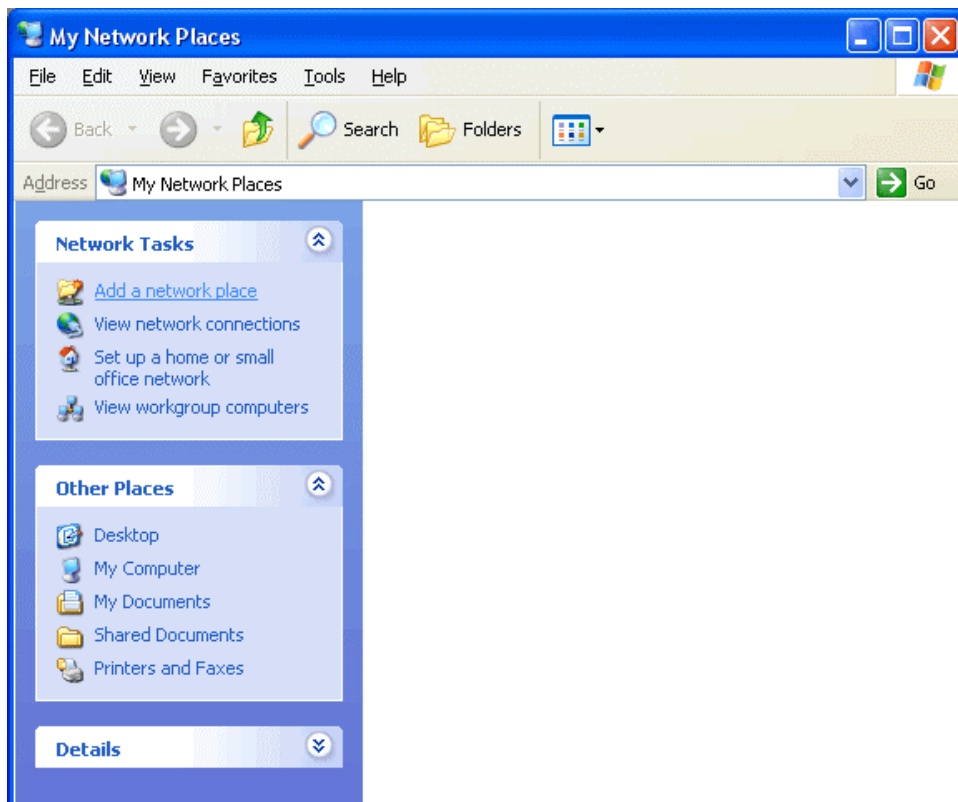 My Network Places
File Edit View Favorites Tools Help
Back Search Folders
Address My Network Places Go
Network Tasks
Add a network place
View network connections
Set up a home or small
office network
View workgroup computers
Other Places
Desktop
My Computer
My Documents
Shared Documents
Printers and Faxes
Details